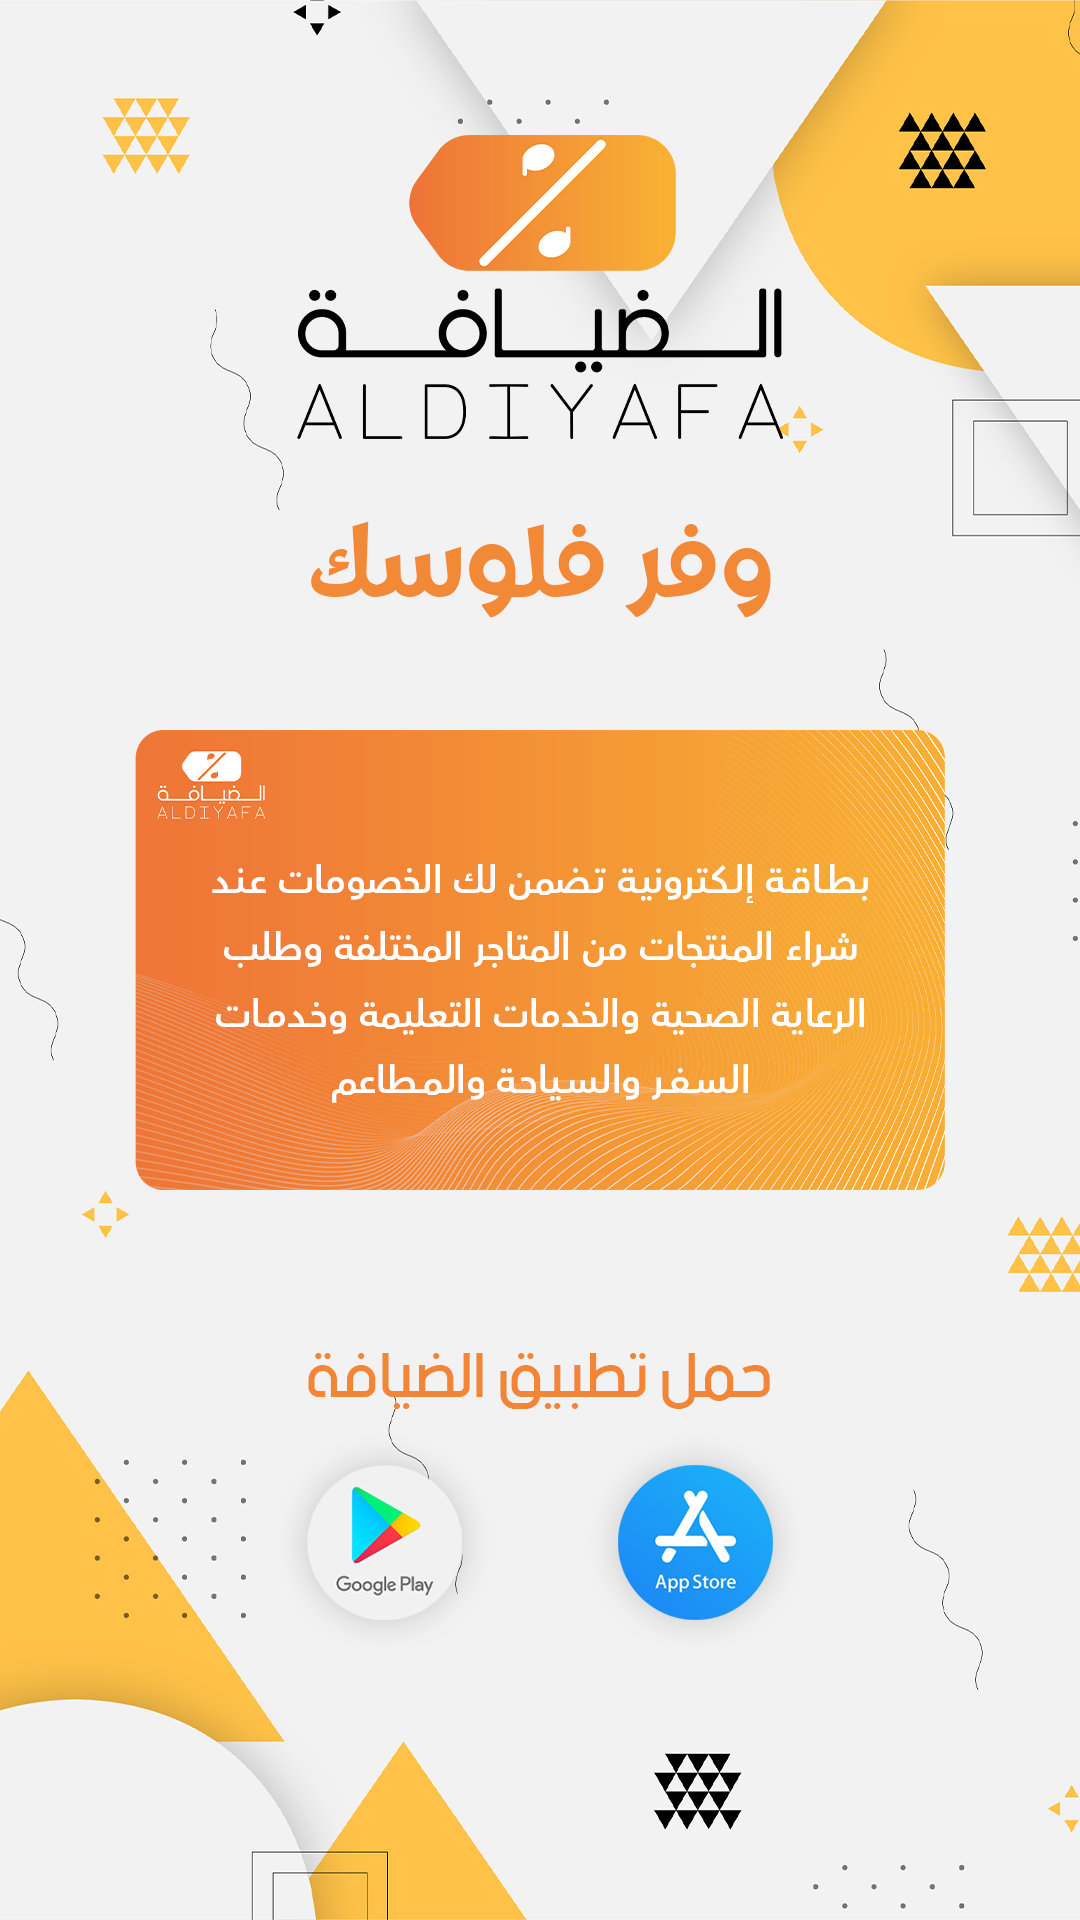 الضيافة
ALDIYAFA
وفر فلوسك
الضيافة
ALDIYAFA
بطاقة إلكترونية تضمن لك الخصومات عند
شراء المنتجات من المتاجر المختلفة وطلب
الرعاية الصحية والخدمات التعليمة وخدمات
السفر والسياحة والمطاعم
حمل تطبيق الضيافة
Google Play
App Store